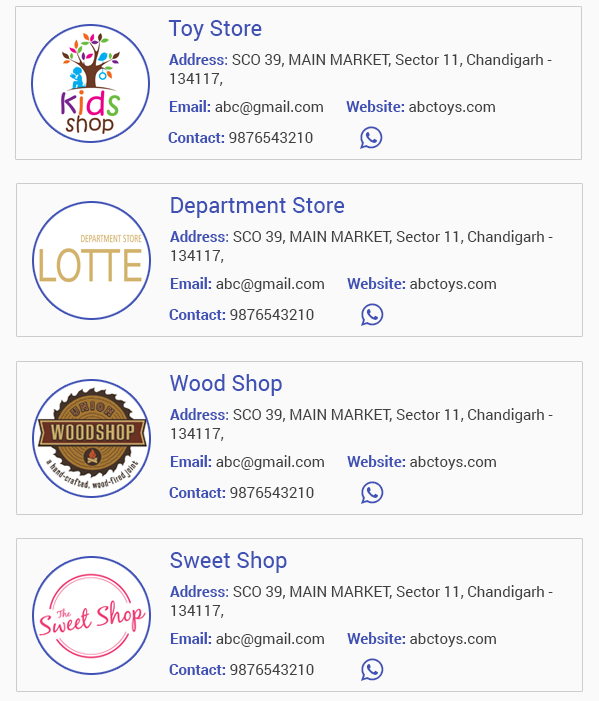 Toy Store
Address: SCO 39, MAIN MARKET, Sector 11, Chandigarh -
134117,
Email: abc@gmail.com Website: abctoys.com
Contact: 9876543210
kids
shop
Department Store
Address: SCO 39, MAIN MARKET, Sector 11, Chandigarh -
134117,
Email: abc@gmail.com Website: abctoys.com
Contact: 9876543210
DEPARTMENT STORE
LOTTE
Wood Shop
Address: SCO 39, MAIN MARKET, Sector 11, Chandigarh -
134117,
Email: abc@gmail.com Website: abctoys.com
Contact: 9876543210
UNION
WOODSHOP
a hand-crafted, wood-fired joint
Sweet Shop
Address: SCO 39, MAIN MARKET, Sector 11, Chandigarh -
134117,
Email: abc@gmail.com Website: abctoys.com
Contact: 9876543210
The
Sweet Shop